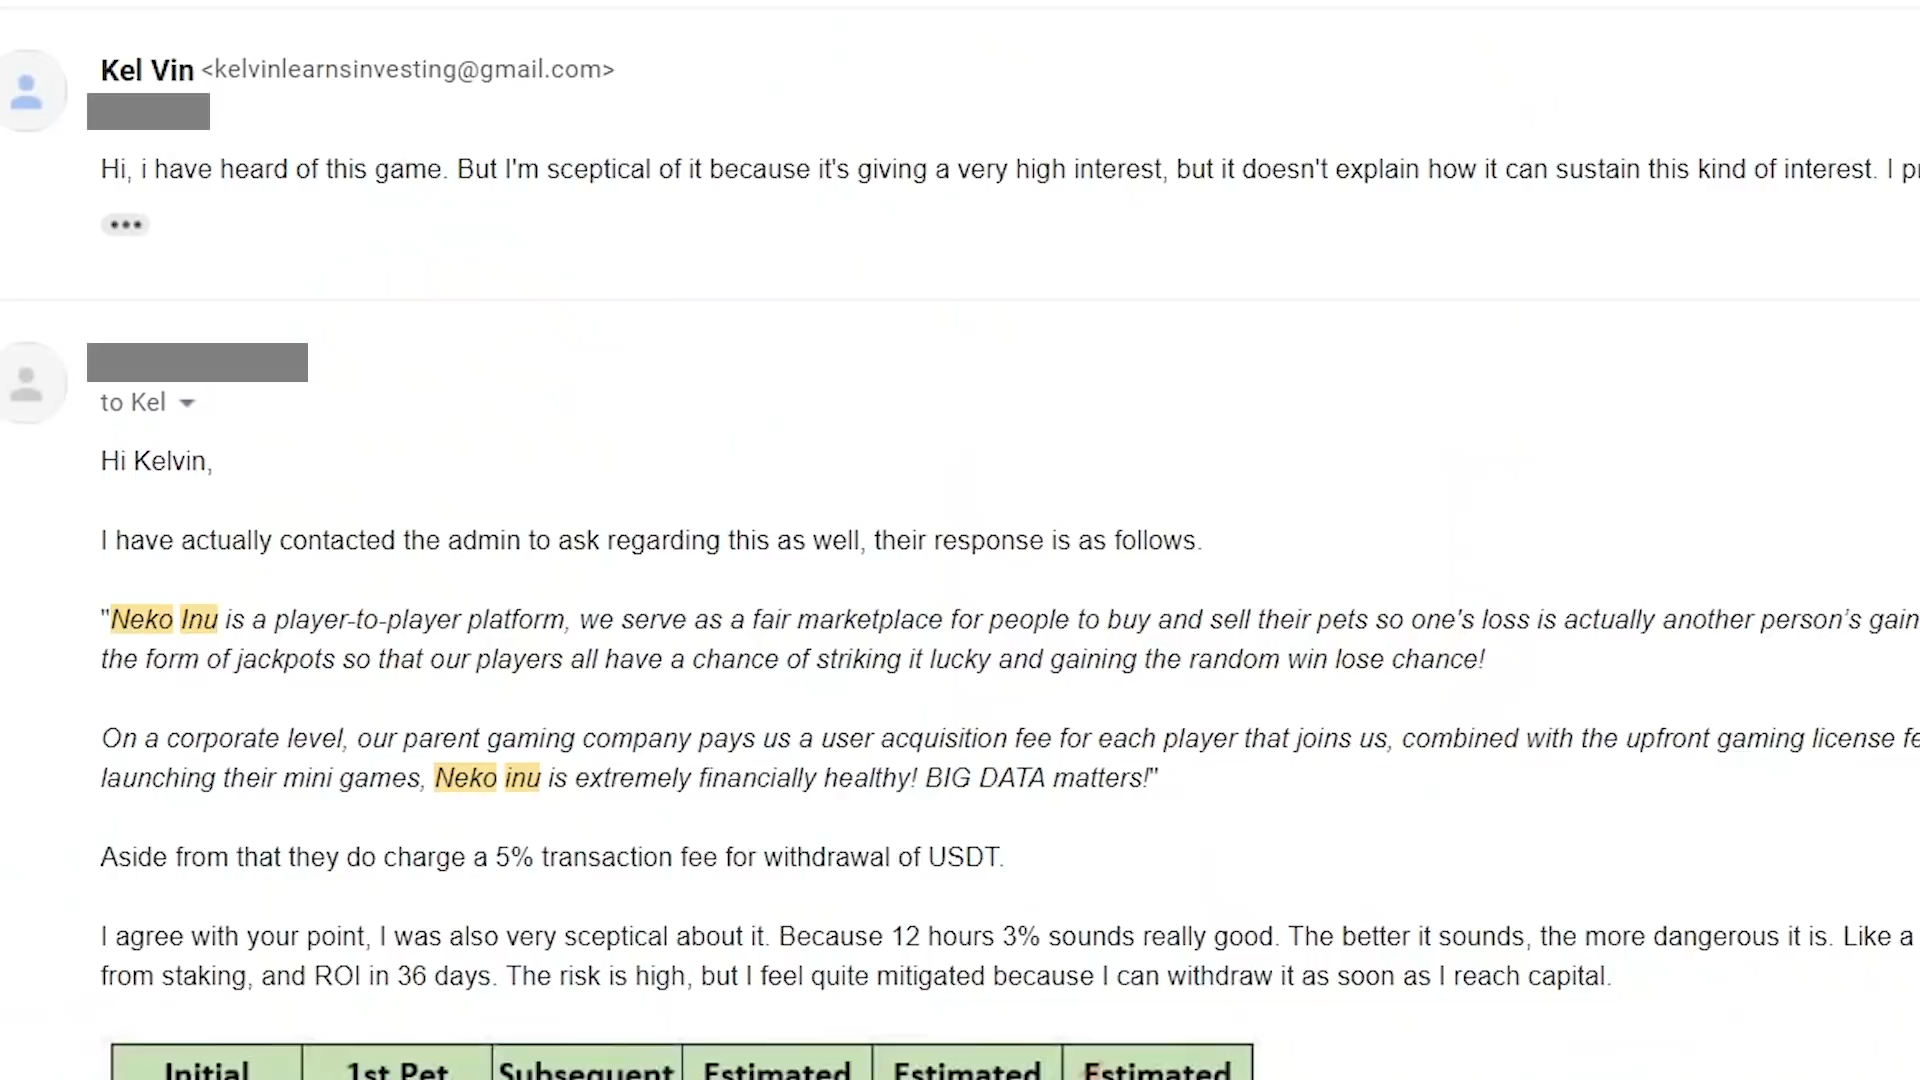 Kel Vin <kelvinlearnsinvesting@gmail.com>
Hi, i have heard of this game. But I'm sceptical of it because it's giving a very high interest, but it doesn't explain how it can sustain this kind of interest. I
Hi Kelvin,
to Kel
I have actually contacted the admin to ask regarding this as well, their response is as follows.
"Neko Inu is a player-to-player platform, we serve as a fair marketplace for people to buy and sell their pets so one's loss is actually another person’s gain
the form of jackpots so that our players all have a chance of striking it lucky and gaining the random win lose chance!
On a corporate level, our parent gaming company pays us a user acquisition fee for each player that joins us, combined with the upfront gaming license
launching their mini games, Neko inu is extremely financially healthy! BIG DATA matters!"
Aside from that they do charge a 5% transaction fee for withdrawal of USDT.
I agree with your point, I was also very sceptical about it. Because 12 hours 3% sounds really good. The better it sounds, the more dangerous it is. Like a
from staking, and ROI in 36 days. The risk is high, but I feel quite mitigated because I can withdraw it as soon as I reach capital.
Initial 1st Pet Subsequent Estimated Estimated Estimated